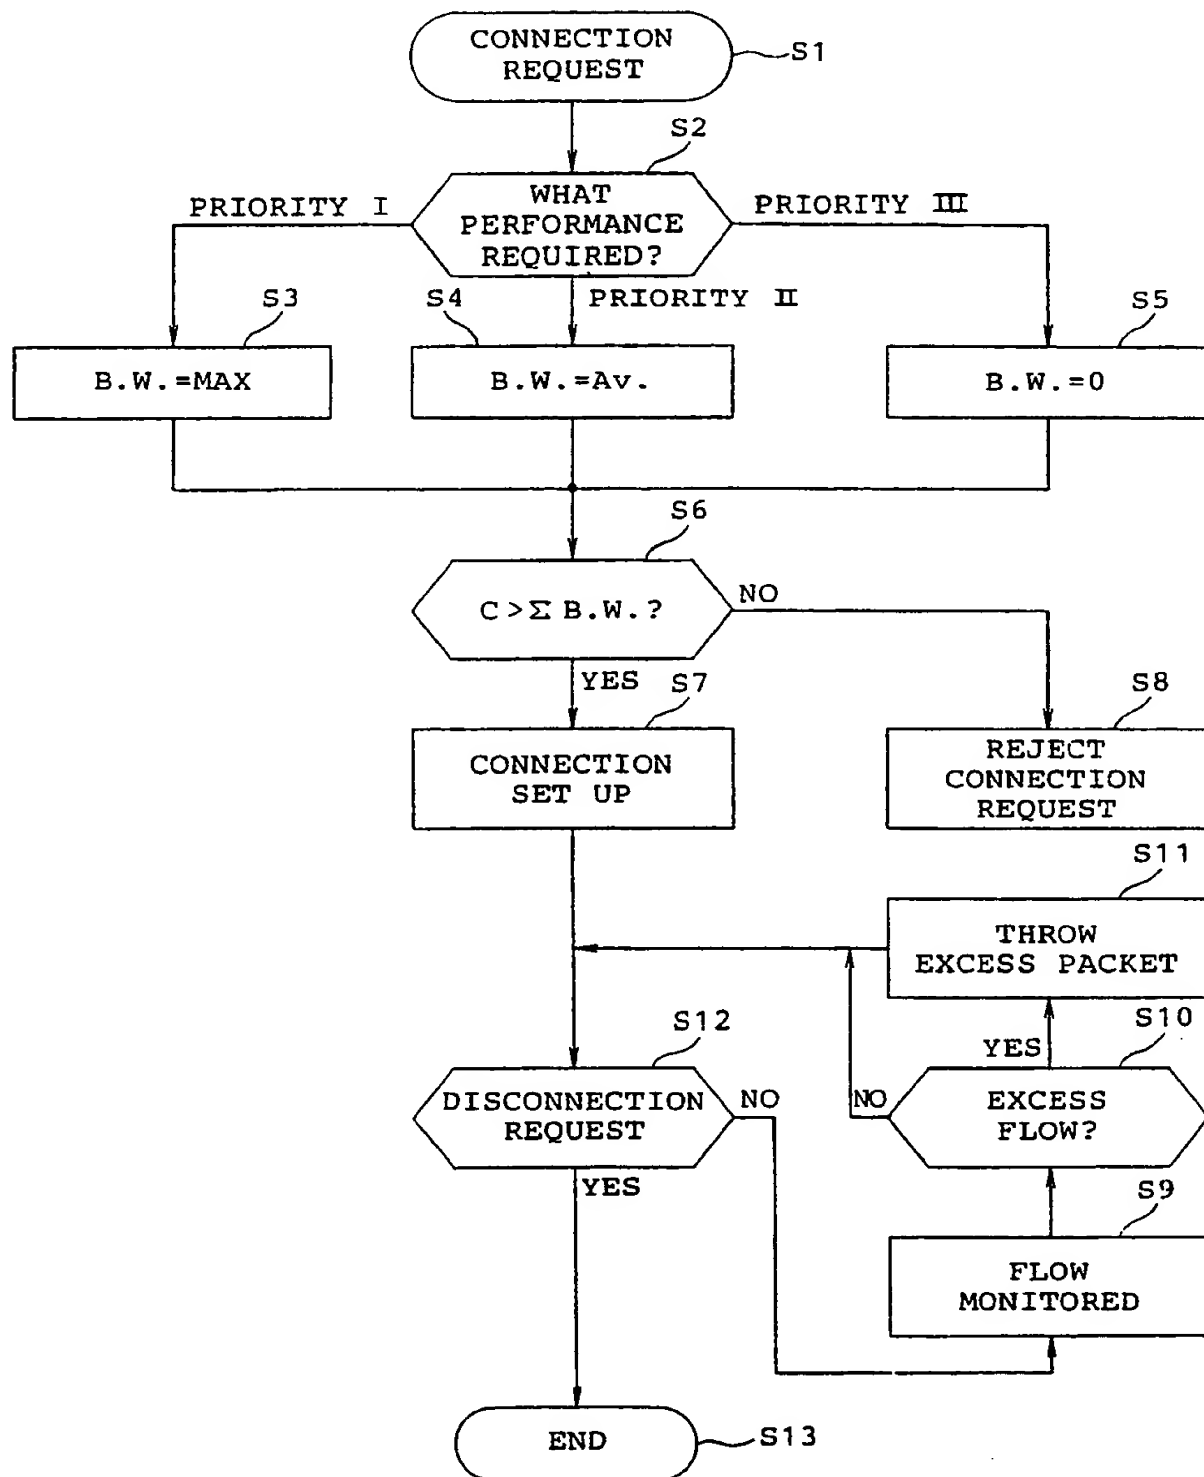 CONNECTION
REQUEST
S1
S2
WHAT
PERFORMANCE
REQUIRED?
PRIORITY I
PRIORITY III
PRIORITY II
S3
B.W.=MAX
S4
B.W.=Av.
S5
B.W.=0
S6
C>Σ B.W.?
NO
YES
S7
CONNECTION
SET UP
S8
REJECT
CONNECTION
REQUEST
S11
THROW
EXCESS PACKET
S10
YES
EXCESS
FLOW?
NO
S12
DISCONNECTION
REQUEST
NO
YES
S9
FLOW
MONITORED
END
S13